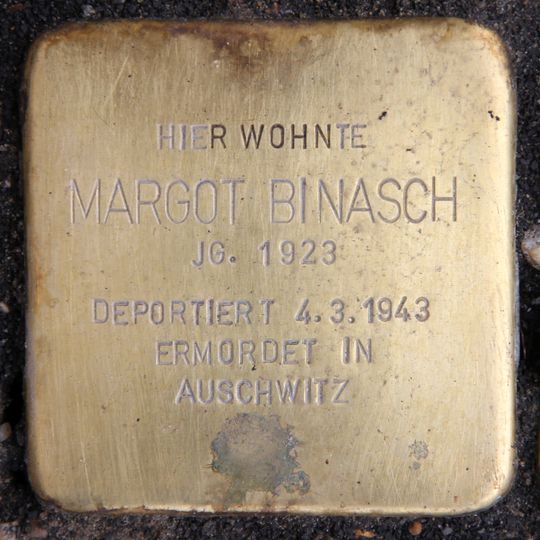 HIER WOHNTE
MARGOT BINASCH
JG. 1923
DEPORTIERT 4.3.1943
ERMORDET IN
AUSCHWITZ